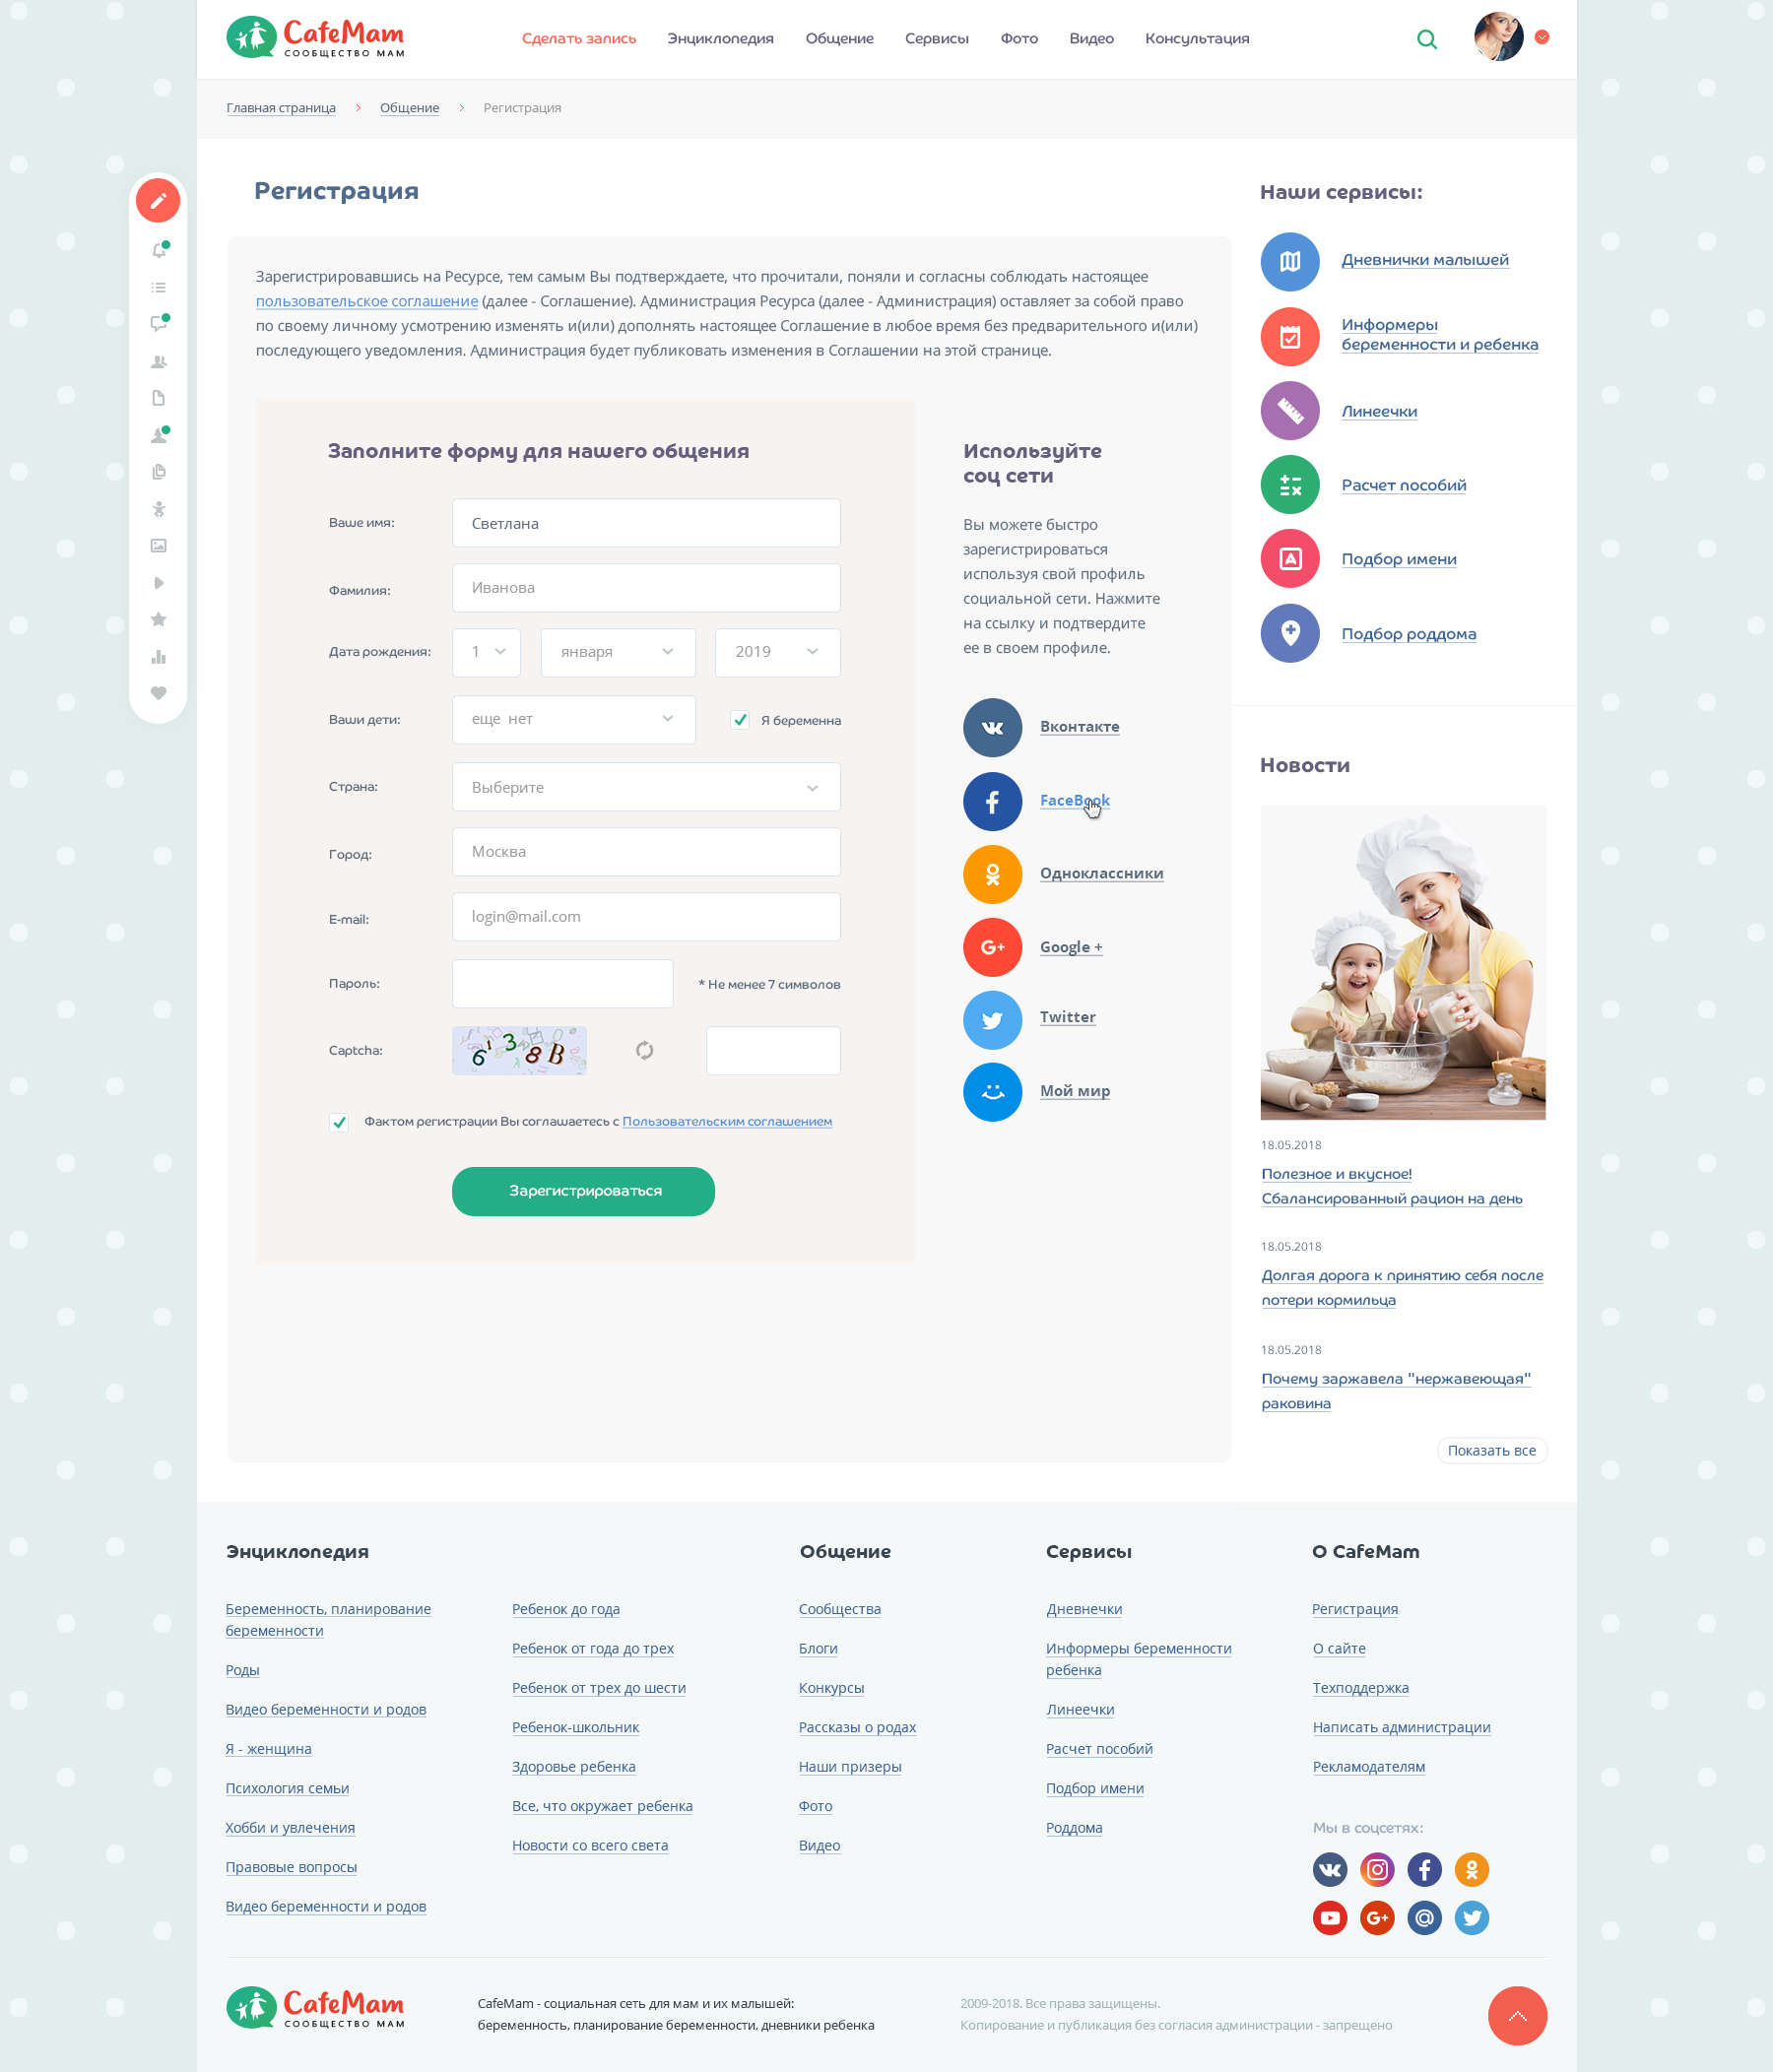 CafeMam
СООБЩЕСТВО МАМ
Сделать запись Энциклопедия Общение Сервисы Фото Видео Консультация
Главная страница Общение Регистрация
Регистрация
Зарегистрировавшись на Ресурсе, тем самым Вы подтверждаете, что прочитали, поняли и согласны соблюдать настоящее
пользовательское соглашение (далее - Соглашение). Администрация Ресурса (далее - Администрация) оставляет за собой право
по своему личному усмотрению изменять и(или) дополнять настоящее Соглашение в любое время без предварительного и(или)
последующего уведомления. Администрация будет публиковать изменения в Соглашении на этой странице.
Заполните форму для нашего общения
Ваше имя: Светлана
Фамилия: Иванова
Дата рождения: 1 января 2019
Ваши дети: еще нет Я беременна
Страна: Выберите
Город: Москва
E-mail: login@mail.com
Пароль: * Не менее 7 символов
Captcha: 6 1 3 8 B
Фактом регистрации Вы соглашаетесь с Пользовательским соглашением
Зарегистрироваться
Используйте
соц сети
Вы можете быстро
зарегистрироваться
используя свой профиль
социальной сети. Нажмите
на ссылку и подтвердите
ее в своем профиле.
Вконтакте
FaceBook
Одноклассники
Google +
Twitter
Мой мир
Наши сервисы:
Дневнички малышей
Информеры
беременности и ребенка
Линеечки
Расчет пособий
Подбор имени
Подбор роддома
Новости
18.05.2018
Полезное и вкусное!
Сбалансированный рацион на день
18.05.2018
Долгая дорога к принятию себя после
потери кормильца
18.05.2018
Почему заржавела "нержавеющая"
раковина
Показать все
Энциклопедия
Беременность, планирование
беременности
Роды
Видео беременности и родов
Я - женщина
Психология семьи
Хобби и увлечения
Правовые вопросы
Видео беременности и родов
Ребенок до года
Ребенок от года до трех
Ребенок от трех до шести
Ребенок-школьник
Здоровье ребенка
Все, что окружает ребенка
Новости со всего света
Общение
Сообщества
Блоги
Конкурсы
Рассказы о родах
Наши призеры
Фото
Видео
Сервисы
Дневнечки
Информеры беременности
ребенка
Линеечки
Расчет пособий
Подбор имени
Роддома
О CafeMam
Регистрация
О сайте
Техподдержка
Написать администрации
Рекламодателям
Мы в соцсетях:
CafeMam
СООБЩЕСТВО МАМ
CafeMam - социальная сеть для мам и их малышей:
беременность, планирование беременности, дневники ребенка
2009-2018. Все права защищены.
Копирование и публикация без согласия администрации - запрещено